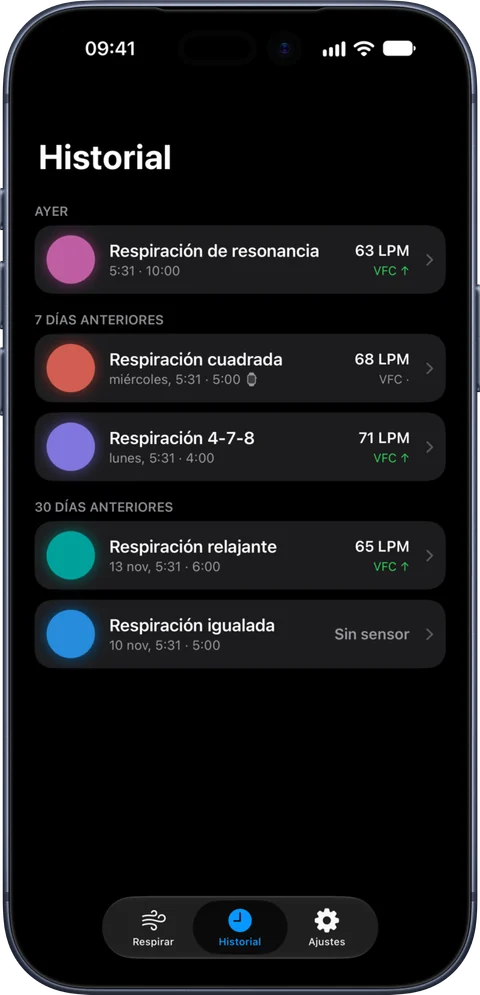 09:41
Historial
AYER
Respiración de resonancia
63 LPM
5:31 · 10:00
VFC ↑
7 DÍAS ANTERIORES
Respiración cuadrada
68 LPM
miércoles, 5:31 · 5:00
VFC ·
Respiración 4-7-8
71 LPM
lunes, 5:31 · 4:00
VFC ↑
30 DÍAS ANTERIORES
Respiración relajante
65 LPM
13 nov, 5:31 · 6:00
VFC ↑
Respiración igualada
Sin sensor
10 nov, 5:31 · 5:00
Respirar
Historial
Ajustes